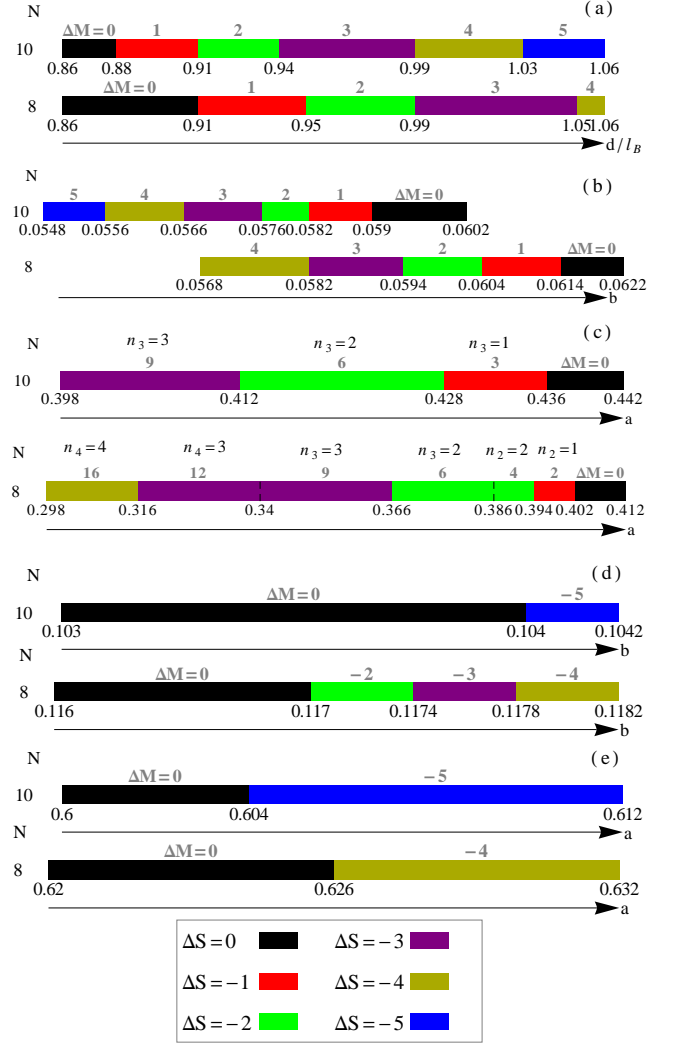 N (a)
ΔM=0 1 2 3 4 5
10
0.86 0.88 0.91 0.94 0.99 1.03 1.06
ΔM=0 1 2 3 4
8
0.86 0.91 0.95 0.99 1.05 1.06
d/l_B
N (b)
5 4 3 2 1 ΔM=0
10
0.0548 0.0556 0.0566 0.0576 0.0582 0.059 0.0602
4 3 2 1 ΔM=0
8
0.0568 0.0582 0.0594 0.0604 0.0614 0.0622
b
(c)
N n_3=3 n_3=2 n_3=1
9 6 3 ΔM=0
10
0.398 0.412 0.428 0.436 0.442
a
N n_4=4 n_4=3 n_3=3 n_3=2 n_2=2 n_2=1
16 12 9 6 4 2 ΔM=0
8
0.298 0.316 0.34 0.366 0.386 0.394 0.402 0.412
a
N (d)
ΔM=0 −5
10
0.103 0.104 0.1042
b
N
ΔM=0 −2 −3 −4
8
0.116 0.117 0.1174 0.1178 0.1182
b
N (e)
ΔM=0 −5
10
0.6 0.604 0.612
a
N
ΔM=0 −4
8
0.62 0.626 0.632
a
ΔS=0 ΔS=−3
ΔS=−1 ΔS=−4
ΔS=−2 ΔS=−5